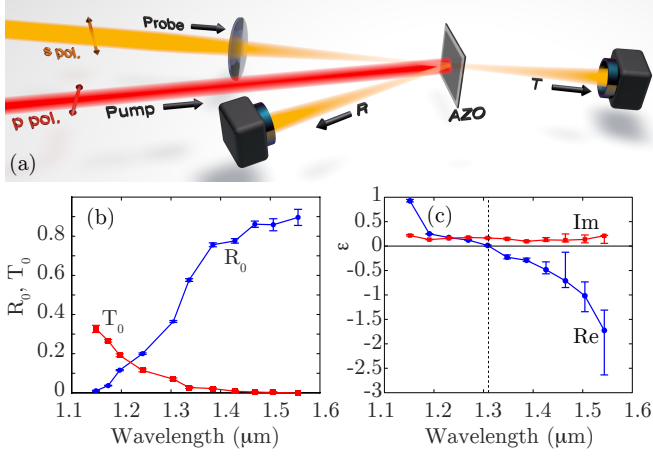 Probe
s pol.
p pol.
Pump
R
AZO
T
(a)
(b)
R₀, T₀
0.8
0.6
0.4
0.2
0
T₀
R₀
1.1 1.2 1.3 1.4 1.5 1.6
Wavelength (µm)
(c)
ε
1
0.5
0
-0.5
-1
-1.5
-2
-2.5
-3
Im
Re
1.1 1.2 1.3 1.4 1.5 1.6
Wavelength (µm)